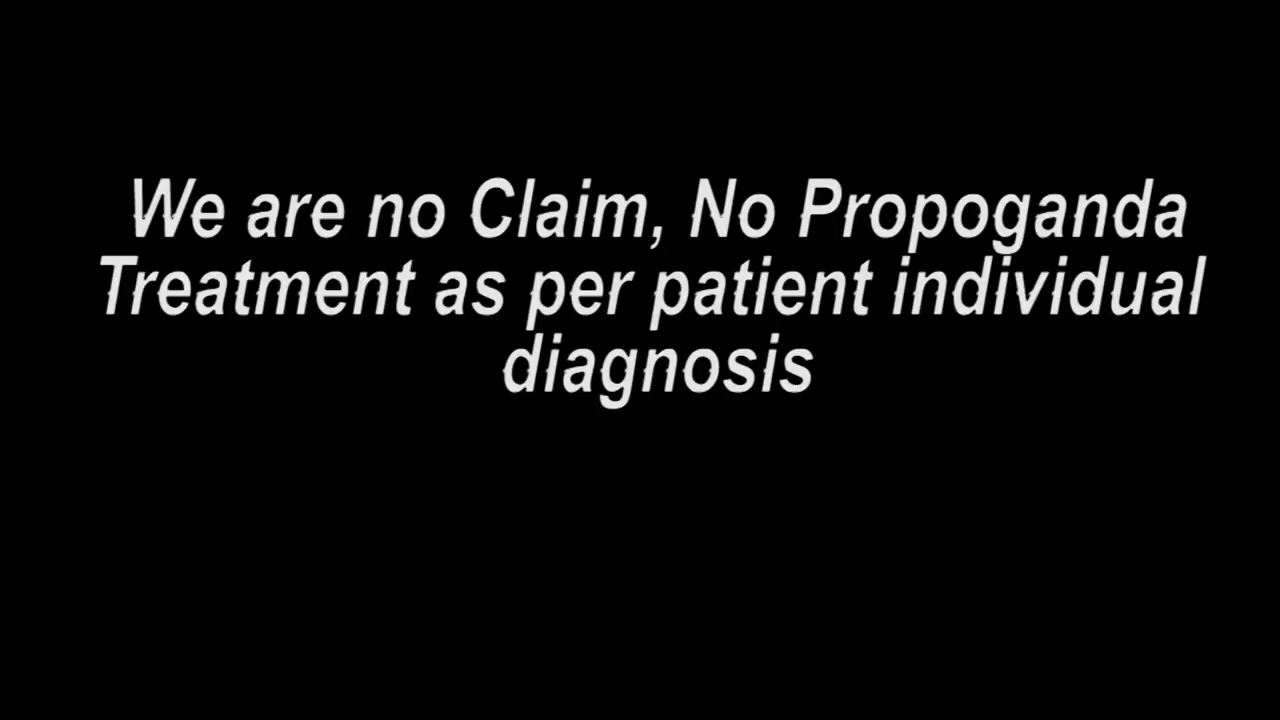 We are no Claim, No Propoganda
Treatment as per patient individual
diagnosis